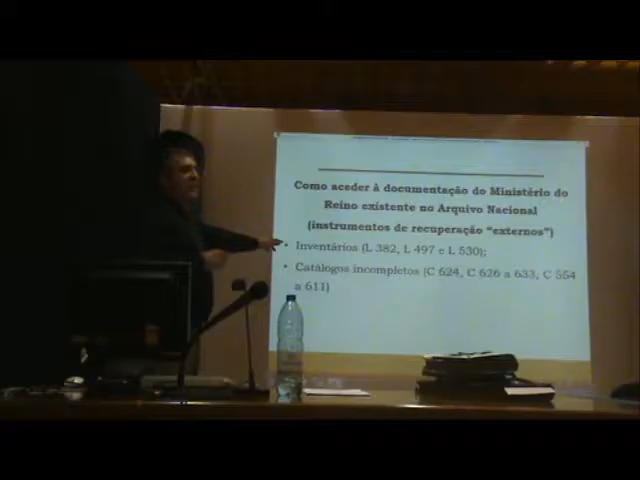 Como aceder à documentação do Ministério do
Reino existente no Arquivo Nacional
(instrumentos de recuperação "externos")
• Inventários (L 382, L 497 e L 530);
• Catálogos incompletos (C 624, C 626 a 633, C 554
a 611)